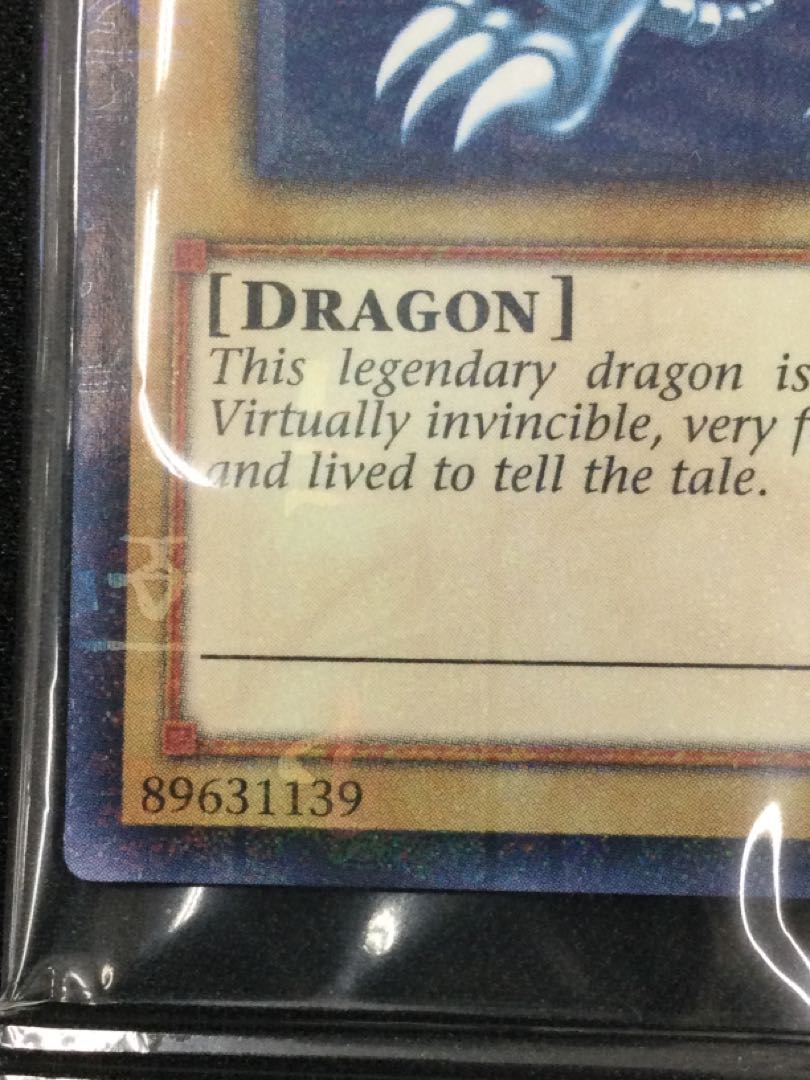 [DRAGON]
This legendary dragon is
Virtually invincible, very f
and lived to tell the tale.
89631139